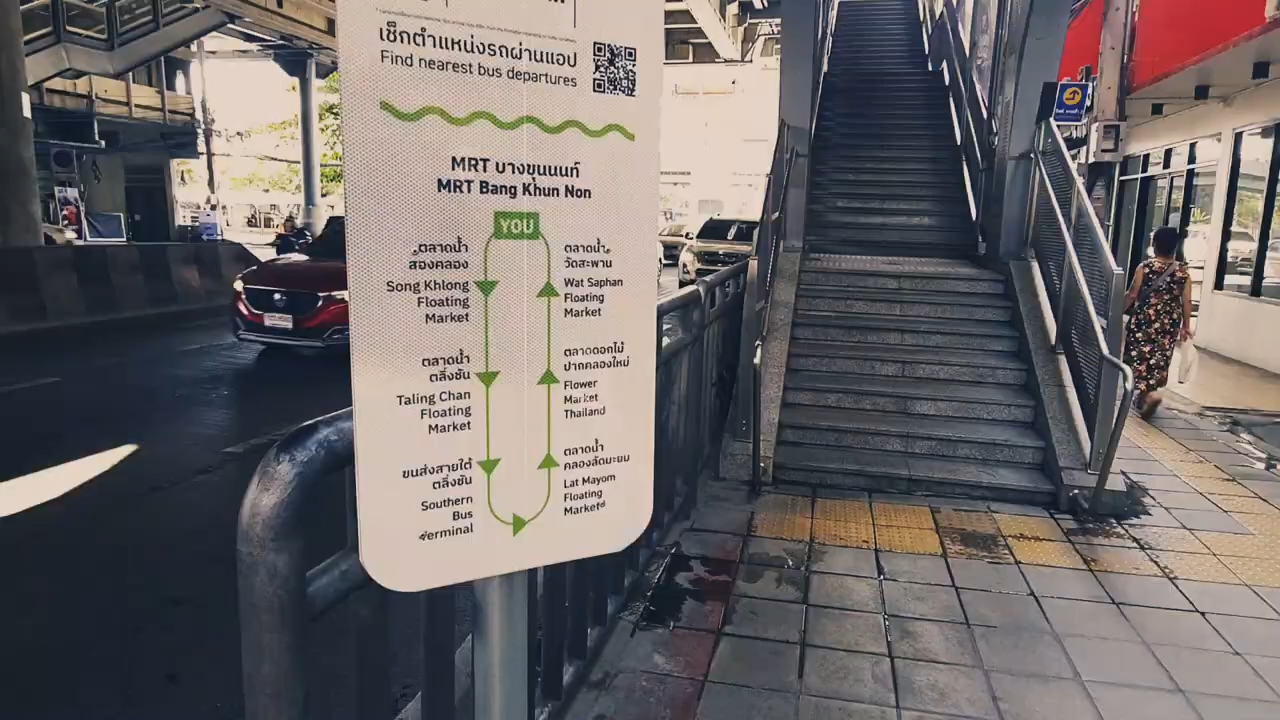 เช็กตำแหน่งรถผ่านแอป
Find nearest bus departures
MRT บางขุนนนท์
MRT Bang Khun Non
YOU
ตลาดน้ำ
สองคลอง
Song Khlong
Floating
Market
ตลาดน้ำ
ตลิ่งชัน
Taling Chan
Floating
Market
ขนส่งสายใต้
ตลิ่งชัน
Southern
Bus
Terminal
ตลาดน้ำ
วัดสะพาน
Wat Saphan
Floating
Market
ตลาดดอกไม้
ปากคลองใหม่
Flower
Market
Thailand
ตลาดน้ำ
คลองลัดมะยม
Lat Mayom
Floating
Market